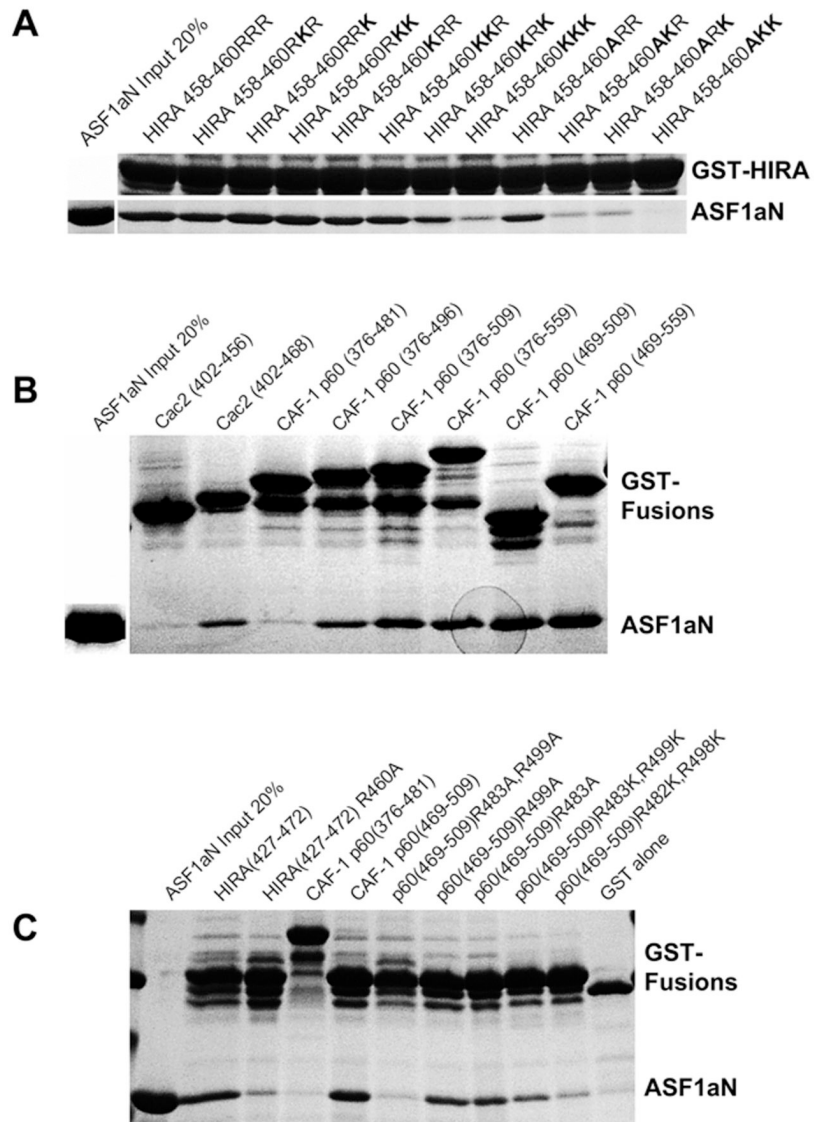 A
ASF1aN Input 20%
HIRA 458-460RRR
HIRA 458-460RKR
HIRA 458-460RRK
HIRA 458-460RKK
HIRA 458-460KRR
HIRA 458-460KKR
HIRA 458-460KRK
HIRA 458-460KKK
HIRA 458-460ARR
HIRA 458-460AKR
HIRA 458-460ARK
HIRA 458-460AKK
GST-HIRA
ASF1aN
B
ASF1aN Input 20%
Cac2 (402-456)
Cac2 (402-468)
CAF-1 p60 (376-481)
CAF-1 p60 (376-496)
CAF-1 p60 (376-509)
CAF-1 p60 (376-559)
CAF-1 p60 (469-509)
CAF-1 p60 (469-559)
GST-
Fusions
ASF1aN
C
ASF1aN Input 20%
HIRA(427-472)
HIRA(427-472) R460A
CAF-1 p60(376-481)
CAF-1 p60(469-509)
p60(469-509)R483A,R499A
p60(469-509)R499A
p60(469-509)R483A
p60(469-509)R483K,R499K
p60(469-509)R482K,R498K
GST alone
GST-
Fusions
ASF1aN